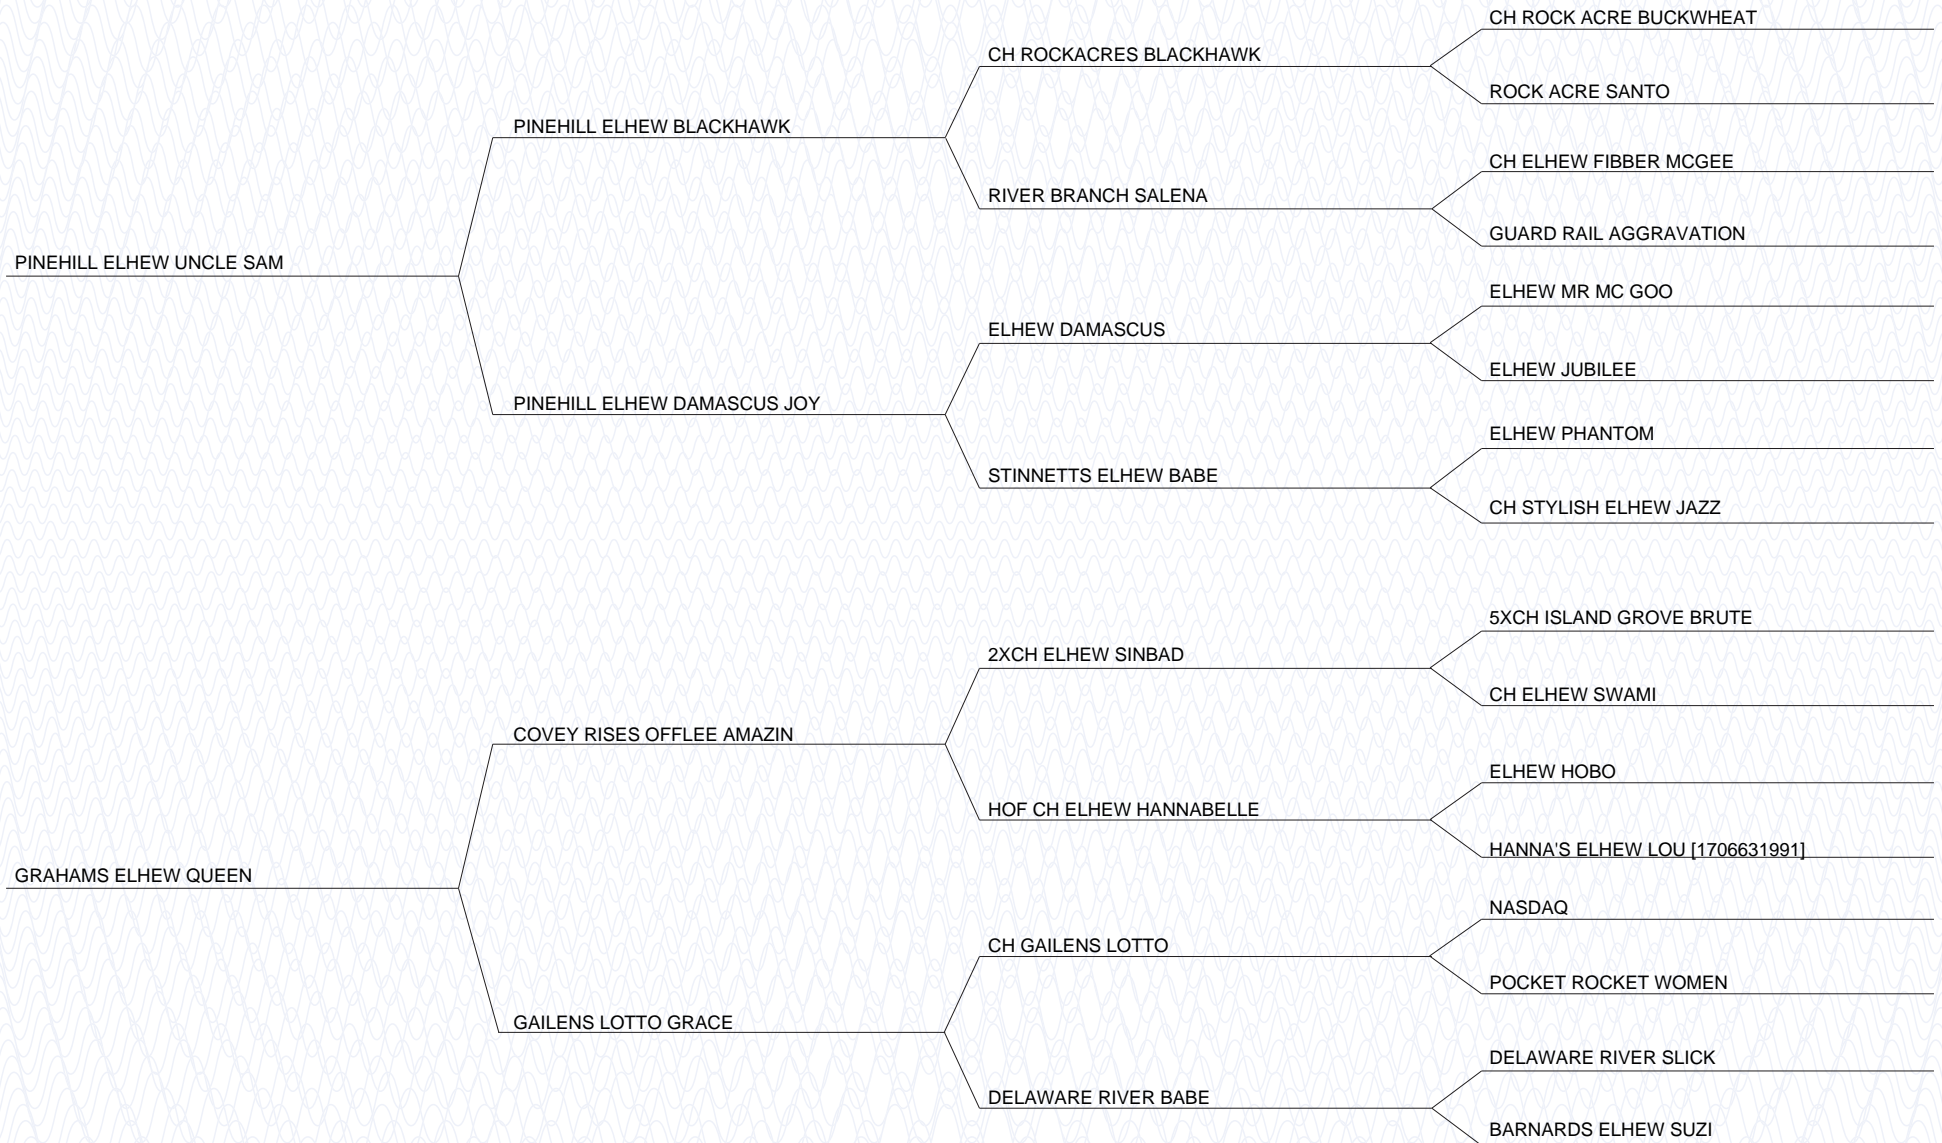 CH ROCK ACRE BUCKWHEAT
CH ROCKACRES BLACKHAWK
ROCK ACRE SANTO
PINEHILL ELHEW BLACKHAWK
CH ELHEW FIBBER MCGEE
RIVER BRANCH SALENA
GUARD RAIL AGGRAVATION
PINEHILL ELHEW UNCLE SAM
ELHEW MR MC GOO
ELHEW DAMASCUS
ELHEW JUBILEE
PINEHILL ELHEW DAMASCUS JOY
ELHEW PHANTOM
STINNETTS ELHEW BABE
CH STYLISH ELHEW JAZZ
5XCH ISLAND GROVE BRUTE
2XCH ELHEW SINBAD
CH ELHEW SWAMI
COVEY RISES OFFLEE AMAZIN
ELHEW HOBO
HOF CH ELHEW HANNABELLE
HANNA'S ELHEW LOU [1706631991]
GRAHAMS ELHEW QUEEN
NASDAQ
CH GAILENS LOTTO
POCKET ROCKET WOMEN
GAILENS LOTTO GRACE
DELAWARE RIVER SLICK
DELAWARE RIVER BABE
BARNARDS ELHEW SUZI